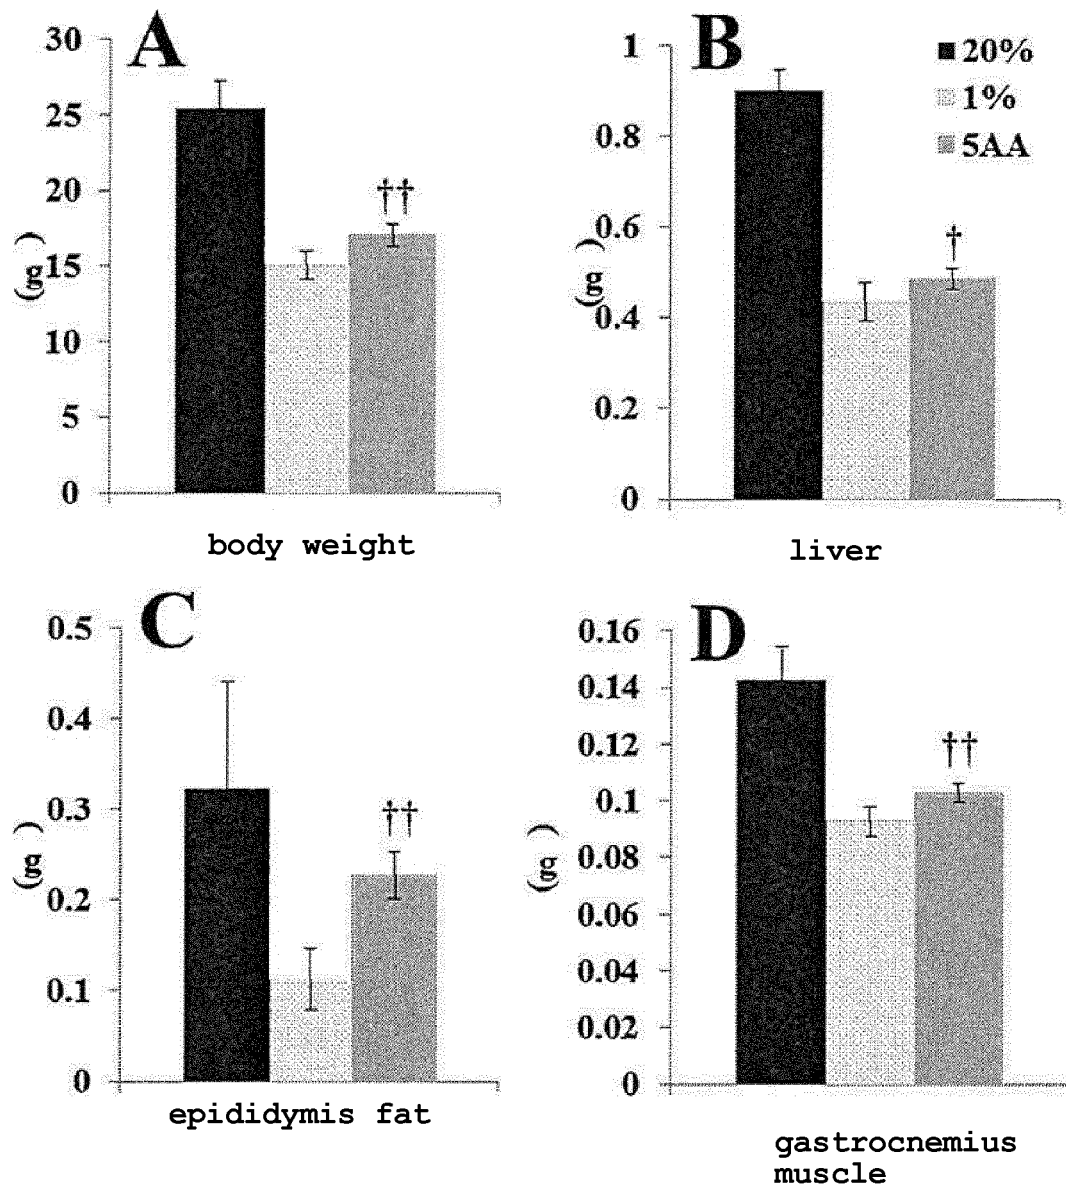 A
30
25
20
15
10
5
0
(g)
††
body weight
B
1
0.8
0.6
0.4
0.2
0
(g)
†
20%
1%
5AA
liver
C
0.5
0.4
0.3
0.2
0.1
0
(g)
††
epididymis fat
D
0.16
0.14
0.12
0.1
0.08
0.06
0.04
0.02
0
(g)
††
gastrocnemius
muscle